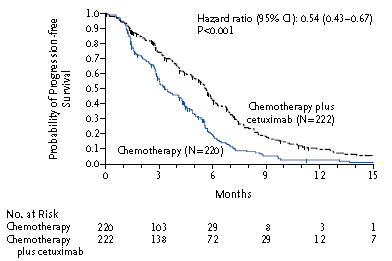 Hazard ratio (95% CI): 0.54 (0.43–0.67)
P<0.001
Probability of Progression-free
Survival
1.0
0.9
0.8
0.7
0.6
0.5
0.4
0.3
0.2
0.1
0.0
Chemotherapy plus
cetuximab (N=222)
Chemotherapy (N=220)
0 3 6 9 12 15
Months
No. at Risk
Chemotherapy 220 103 29 8 3 1
Chemotherapy 222 138 72 29 12 7
plus cetuximab